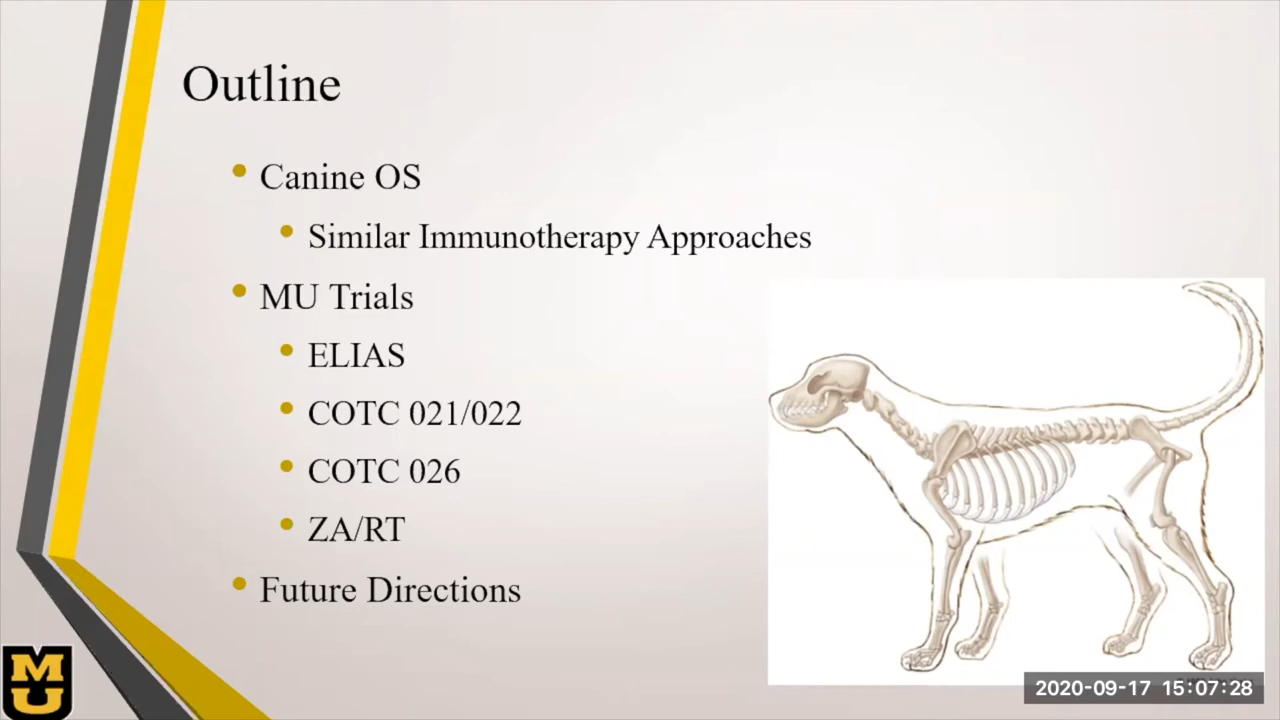 Outline
Canine OS
Similar Immunotherapy Approaches
MU Trials
ELIAS
COTC 021/022
COTC 026
ZA/RT
Future Directions
MU
2020-09-17 15:07:28